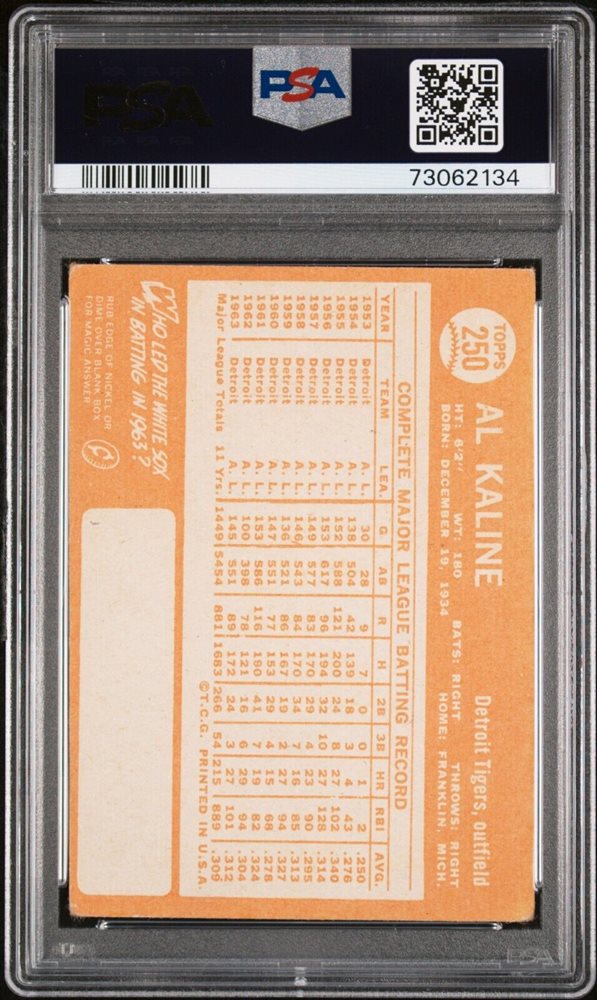 PSA
PSA
73062134
TOPPS
250
AL KALINE
Detroit Tigers, outfield
HT: 6'2" WT: 180 BATS: RIGHT THROWS: RIGHT
BORN: DECEMBER 19, 1934 HOME: FRANKLIN, MICH.
COMPLETE MAJOR LEAGUE BATTING RECORD
YEAR TEAM LEA. G AB R H 2B 3B HR RBI AVG.
1953 Detroit A. L. 30 28 9 7 0 0 1 2 .250
1954 Detroit A. L. 138 504 42 139 18 3 4 43 .276
1955 Detroit A. L. 152 588 121 200 24 8 27 102 .340
1956 Detroit A. L. 153 617 96 194 32 10 27 128 .314
1957 Detroit A. L. 149 577 83 170 29 4 23 90 .295
1958 Detroit A. L. 146 543 84 170 34 7 16 85 .313
1959 Detroit A. L. 136 521 86 167 19 2 27 94 .327
1960 Detroit A. L. 147 551 77 153 29 4 15 68 .278
1961 Detroit A. L. 153 586 116 190 41 7 19 82 .324
1962 Detroit A. L. 100 398 78 121 16 6 29 94 .304
1963 Detroit A. L. 145 551 89 172 24 3 27 101 .312
Major League Totals 11 Yrs. 1449 5454 881 1683 266 54 215 889 .309
©T.C.G. PRINTED IN U.S.A.
WHO LED THE WHITE SOX
IN BATTING IN 1963?
RUB EDGE OF NICKEL OR
DIME OVER BLANK BOX
FOR MAGIC ANSWER
PSA